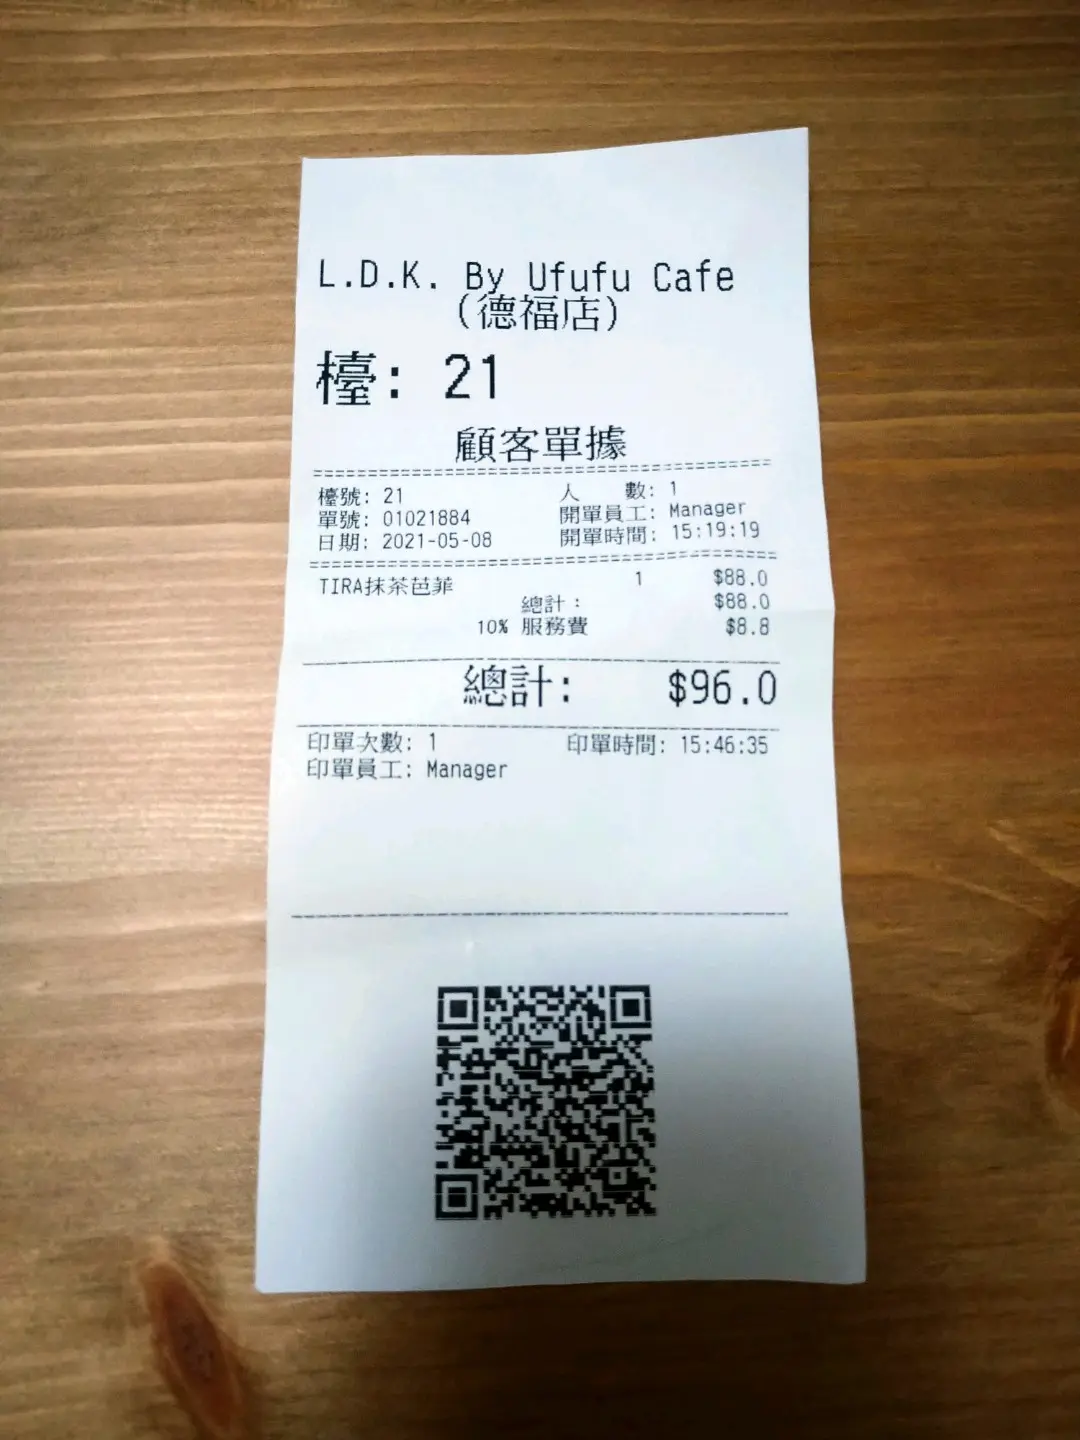 L.D.K. By Ufufu Cafe
(德福店)
檯: 21
顧客單據
檯號: 21 人 數: 1
單號: 01021884 開單員工: Manager
日期: 2021-05-08 開單時間: 15:19:19
TIRA抹茶芭菲 1 $88.0
總計: $88.0
10% 服務費 $8.8
總計: $96.0
印單次數: 1 印單時間: 15:46:35
印單員工: Manager